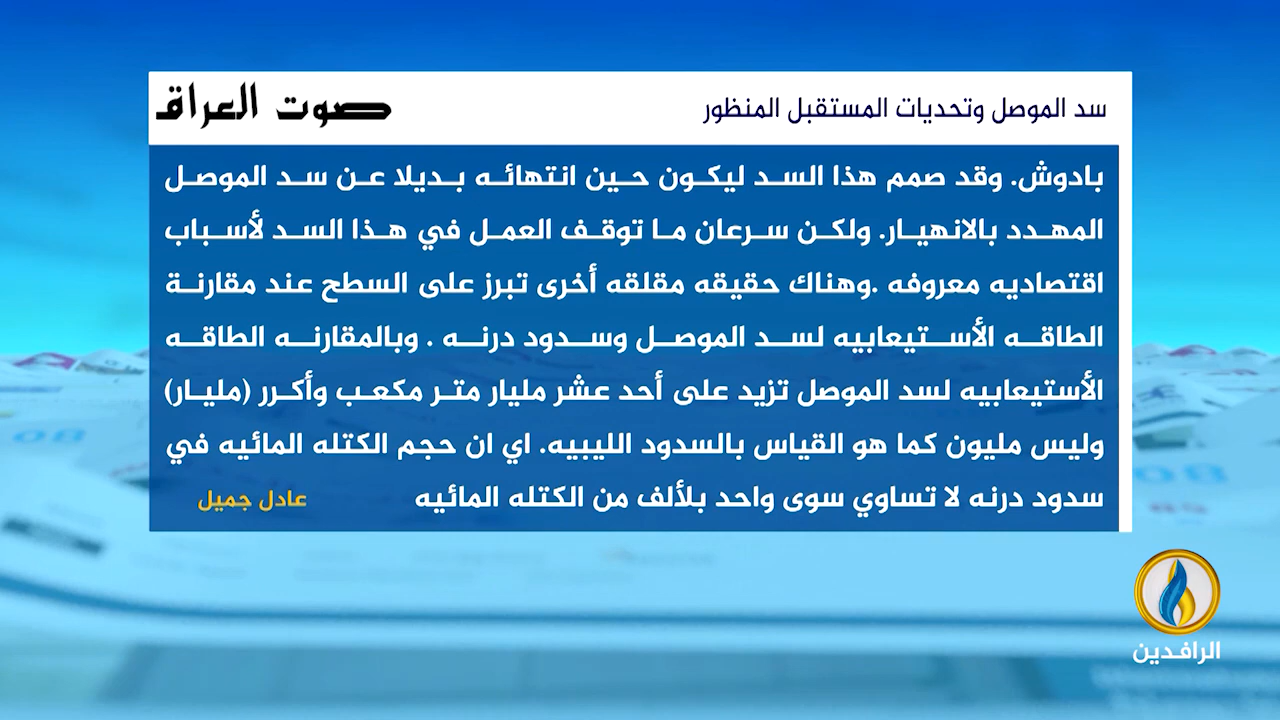 سد الموصل وتحديات المستقبل المنظور
صوت العراق
بادوش. وقد صمم هذا السد ليكون حين انتهائه بديلا عن سد الموصل
المهدد بالانهيار. ولكن سرعان ما توقف العمل في هذا السد لأسباب
اقتصاديه معروفه .وهناك حقيقه مقلقه أخرى تبرز على السطح عند مقارنة
الطاقه الأستيعابيه لسد الموصل وسدود درنه . وبالمقارنه الطاقه
الأستيعابيه لسد الموصل تزيد على أحد عشر مليار متر مكعب وأكرر (مليار)
وليس مليون كما هو القياس بالسدود الليبيه. اي ان حجم الكتله المائيه في
سدود درنه لا تساوي سوى واحد بلألف من الكتله المائيه
عادل جميل
الرافدين